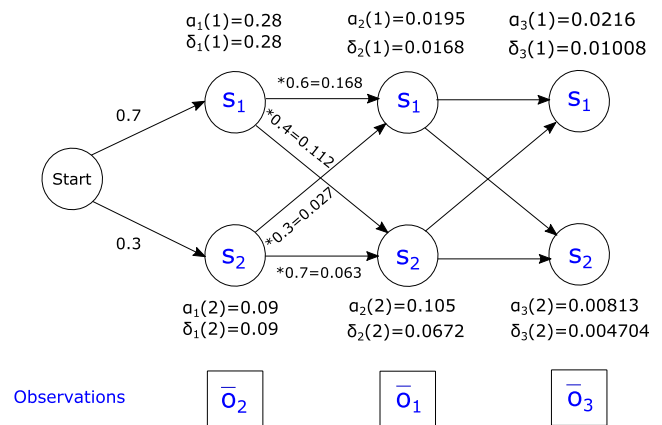 α₁(1)=0.28
δ₁(1)=0.28
α₂(1)=0.0195
δ₂(1)=0.0168
α₃(1)=0.0216
δ₃(1)=0.01008
*0.6=0.168
S₁
S₁
S₁
0.7
*0.4=0.112
Start
0.3
*0.3=0.027
S₂
S₂
S₂
*0.7=0.063
α₁(2)=0.09
δ₁(2)=0.09
α₂(2)=0.105
δ₂(2)=0.0672
α₃(2)=0.00813
δ₃(2)=0.004704
Observations
o̅₂
o̅₁
o̅₃